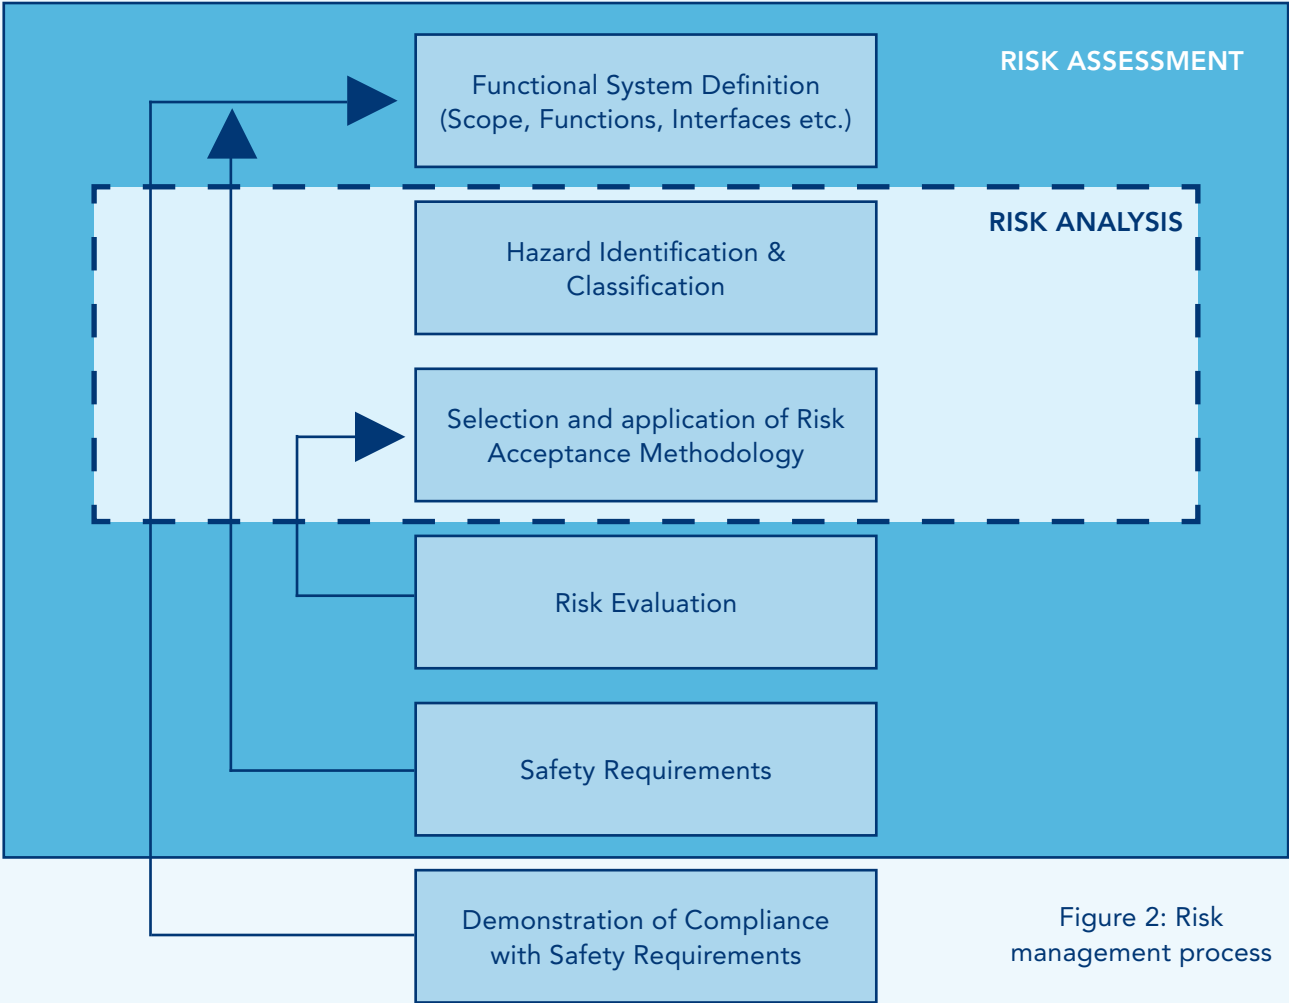 RISK ASSESSMENT
Functional System Definition
(Scope, Functions, Interfaces etc.)
RISK ANALYSIS
Hazard Identification &
Classification
Selection and application of Risk
Acceptance Methodology
Risk Evaluation
Safety Requirements
Demonstration of Compliance
with Safety Requirements
Figure 2: Risk
management process